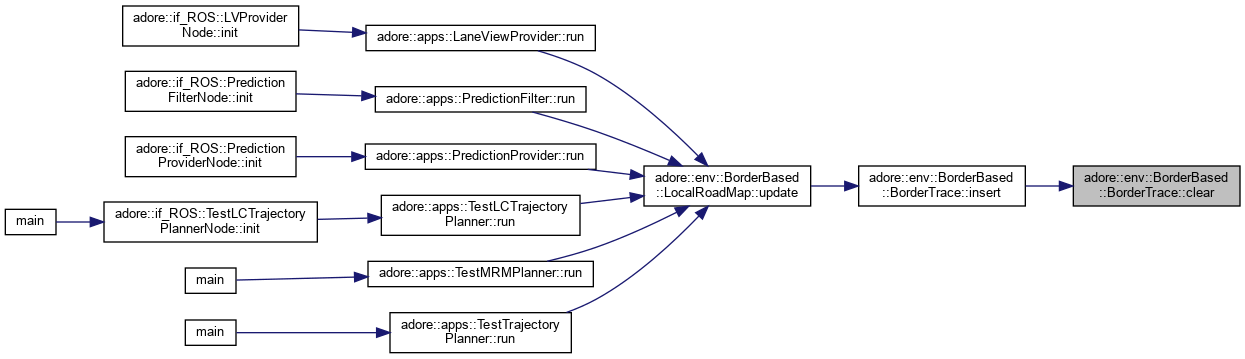 adore::if_ROS::LVProvider
Node::init
adore::apps::LaneViewProvider::run
adore::if_ROS::Prediction
FilterNode::init
adore::apps::PredictionFilter::run
adore::if_ROS::Prediction
ProviderNode::init
adore::apps::PredictionProvider::run
adore::env::BorderBased
::LocalRoadMap::update
adore::env::BorderBased
::BorderTrace::insert
adore::env::BorderBased
::BorderTrace::clear
main
adore::if_ROS::TestLCTrajectory
PlannerNode::init
adore::apps::TestLCTrajectory
Planner::run
main
adore::apps::TestMRMPlanner::run
main
adore::apps::TestTrajectory
Planner::run